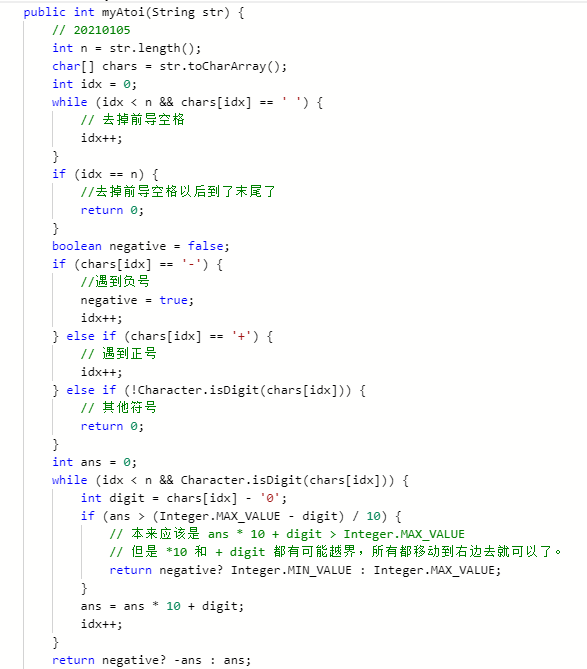 public int myAtoi(String str) {
// 20210105
int n = str.length();
char[] chars = str.toCharArray();
int idx = 0;
while (idx < n && chars[idx] == ' ') {
// 去掉前导空格
idx++;
}
if (idx == n) {
//去掉前导空格以后到了末尾了
return 0;
}
boolean negative = false;
if (chars[idx] == '-') {
//遇到负号
negative = true;
idx++;
} else if (chars[idx] == '+') {
// 遇到正号
idx++;
} else if (!Character.isDigit(chars[idx])) {
// 其他符号
return 0;
}
int ans = 0;
while (idx < n && Character.isDigit(chars[idx])) {
int digit = chars[idx] - '0';
if (ans > (Integer.MAX_VALUE - digit) / 10) {
// 本来应该是 ans * 10 + digit > Integer.MAX_VALUE
// 但是 *10 和 + digit 都有可能越界，所有都移动到右边去就可以了。
return negative? Integer.MIN_VALUE : Integer.MAX_VALUE;
}
ans = ans * 10 + digit;
idx++;
}
return negative? -ans : ans;